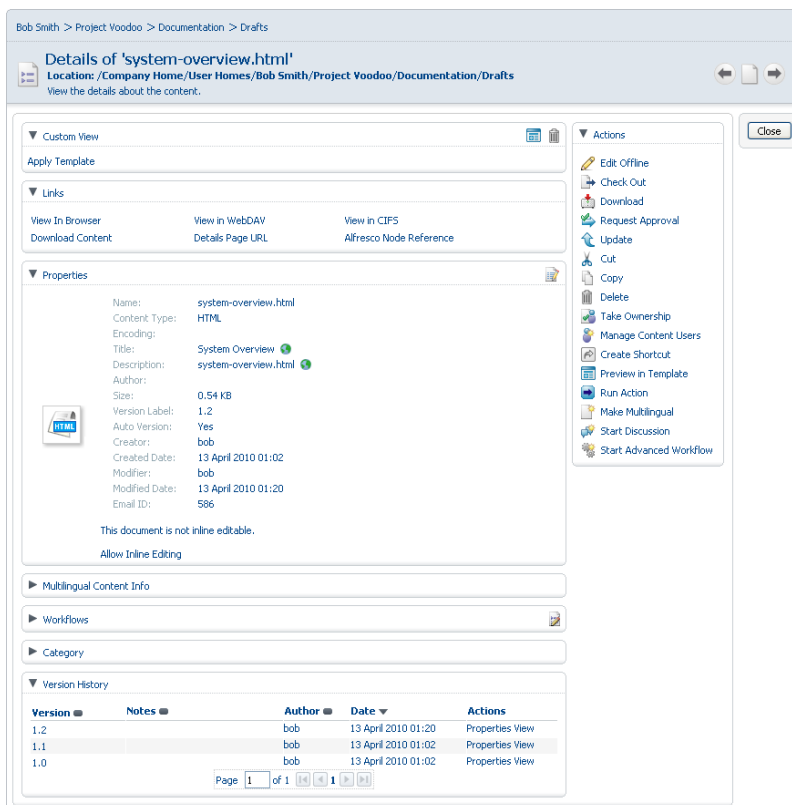 Bob Smith > Project Voodoo > Documentation > Drafts
Details of 'system-overview.html'
Location: /Company Home/User Homes/Bob Smith/Project Voodoo/Documentation/Drafts
View the details about the content.
Close
Custom View
Apply Template
Links
View In Browser View in WebDAV View in CIFS
Download Content Details Page URL Alfresco Node Reference
Properties
Name: system-overview.html
Content Type: HTML
Encoding:
Title: System Overview
Description: system-overview.html
Author:
Size: 0.54 KB
Version Label: 1.2
Auto Version: Yes
Creator: bob
Created Date: 13 April 2010 01:02
Modifier: bob
Modified Date: 13 April 2010 01:20
Email ID: 586
HTML
This document is not inline editable.
Allow Inline Editing
Multilingual Content Info
Workflows
Category
Version History
Version Notes Author Date Actions
1.2 bob 13 April 2010 01:20 Properties View
1.1 bob 13 April 2010 01:02 Properties View
1.0 bob 13 April 2010 01:02 Properties View
Page 1 of 1 1
Actions
Edit Offline
Check Out
Download
Request Approval
Update
Cut
Copy
Delete
Take Ownership
Manage Content Users
Create Shortcut
Preview in Template
Run Action
Make Multilingual
Start Discussion
Start Advanced Workflow